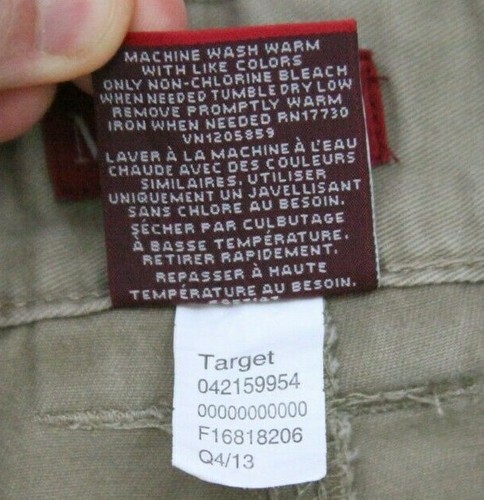 MACHINE WASH WARM
WITH LIKE COLORS
ONLY NON-CHLORINE BLEACH
WHEN NEEDED TUMBLE DRY LOW
REMOVE PROMPTLY WARM
IRON WHEN NEEDED RN17730
VN1205859
LAVER À LA MACHINE À L'EAU
CHAUDE AVEC DES COULEURS
SIMILAIRES, UTILISER
UNIQUEMENT UN JAVELLISANT
SANS CHLORE AU BESOIN.
SÉCHER PAR CULBUTAGE
À BASSE TEMPÉRATURE.
RETIRER RAPIDEMENT.
REPASSER À HAUTE
TEMPÉRATURE AU BESOIN.
Target
042159954
00000000000
F16818206
Q4/13